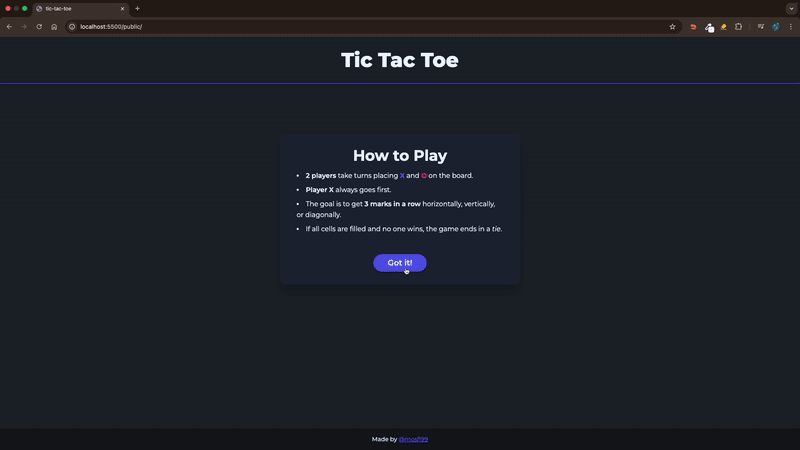 tic-tac-toe
localhost:5500/public/
Tic Tac Toe
How to Play
• 2 players take turns placing X and O on the board.
• Player X always goes first.
• The goal is to get 3 marks in a row horizontally, vertically,
or diagonally.
• If all cells are filled and no one wins, the game ends in a tie.
Got it!
Made by